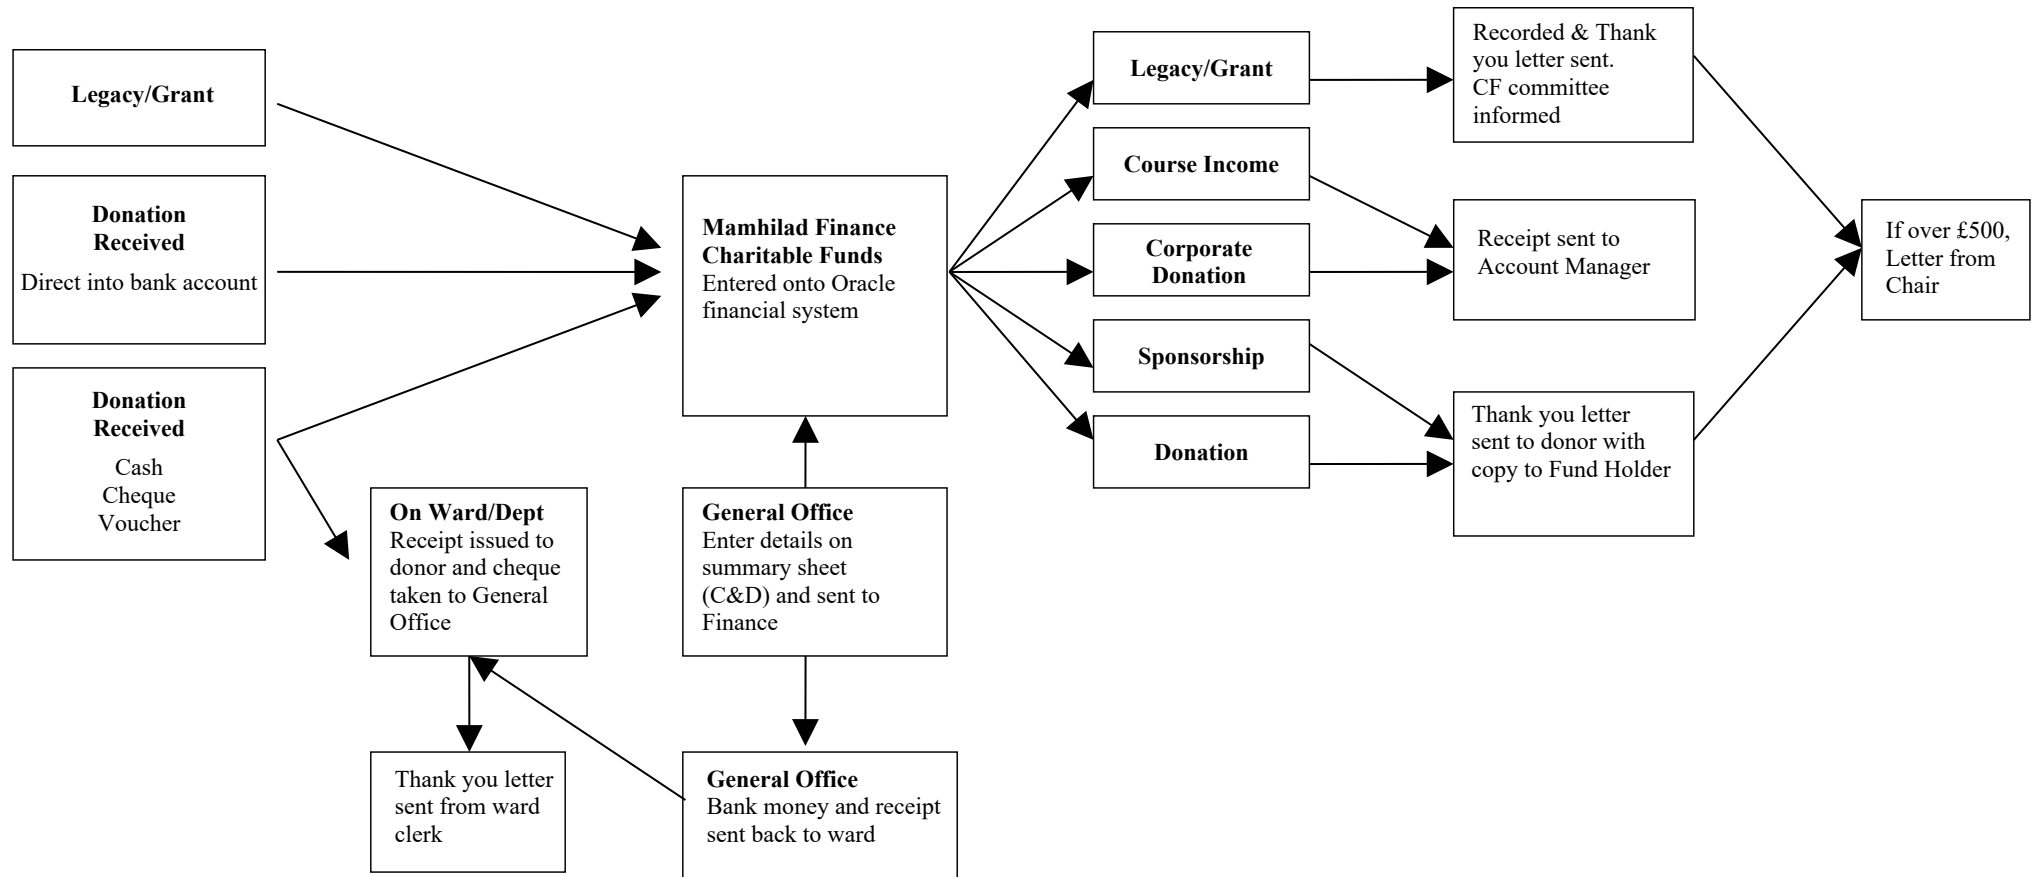 Legacy/Grant
Donation
Received
Direct into bank account
Donation
Received
Cash
Cheque
Voucher
On Ward/Dept
Receipt issued to
donor and cheque
taken to General
Office
Thank you letter
sent from ward
clerk
Mamhilad Finance
Charitable Funds
Entered onto Oracle
financial system
General Office
Enter details on
summary sheet
(C&D) and sent to
Finance
General Office
Bank money and receipt
sent back to ward
Legacy/Grant
Course Income
Corporate
Donation
Sponsorship
Donation
Recorded & Thank
you letter sent.
CF committee
informed
Receipt sent to
Account Manager
Thank you letter
sent to donor with
copy to Fund Holder
If over £500,
Letter from
Chair